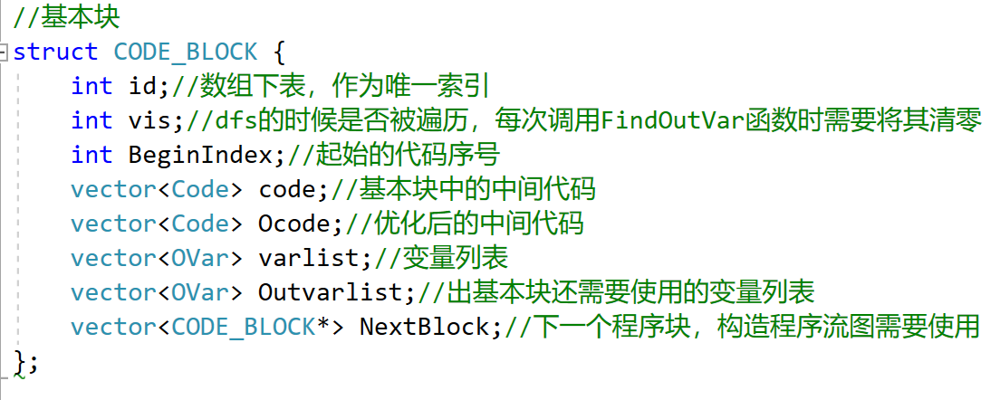 //基本块
struct CODE_BLOCK {
    int id;//数组下表，作为唯一索引
    int vis;//dfs的时候是否被遍历，每次调用FindOutVar函数时需要将其清零
    int BeginIndex;//起始的代码序号
    vector<Code> code;//基本块中的中间代码
    vector<Code> Ocode;//优化后的中间代码
    vector<OVar> varlist;//变量列表
    vector<OVar> Outvarlist;//出基本块还需要使用的变量列表
    vector<CODE_BLOCK*> NextBlock;//下一个程序块，构造程序流图需要使用
};